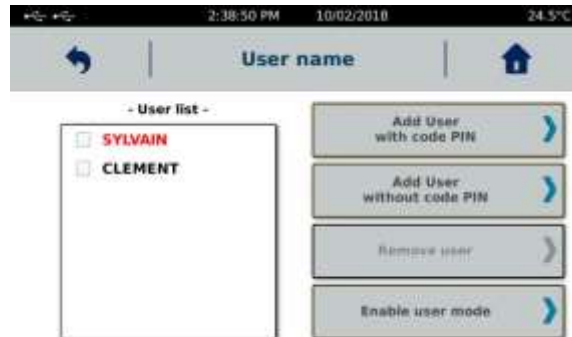 2:38:50 PM 10/02/2018 24.5°C
User name
- User list -
SYLVAIN
CLEMENT
Add User
with code PIN
Add User
without code PIN
Remove user
Enable user mode